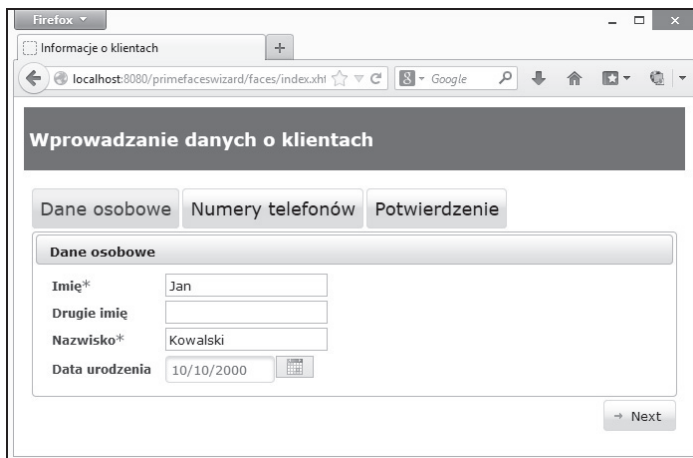 Firefox
Informacje o klientach
localhost:8080/primefaceswizard/faces/index.xht
Google
Wprowadzanie danych o klientach
Dane osobowe Numery telefonów Potwierdzenie
Dane osobowe
Imię* Jan
Drugie imię
Nazwisko* Kowalski
Data urodzenia 10/10/2000
Next